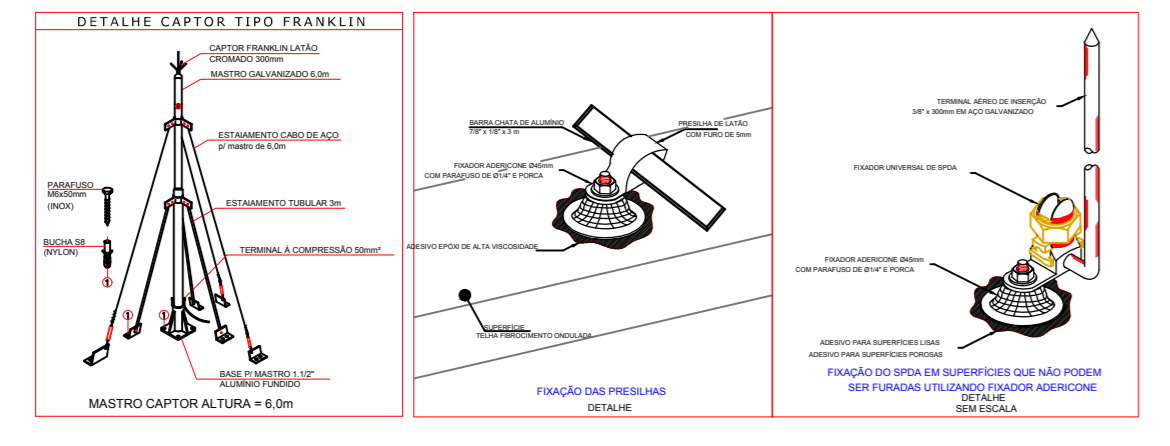 DETALHE CAPTOR TIPO FRANKLIN
CAPTOR FRANKLIN LATÃO
CROMADO 300mm
MASTRO GALVANIZADO 6,0m
ESTAIAMENTO CABO DE AÇO
p/ mastro de 6,0m
PARAFUSO
M6x50mm
(INOX)
ESTAIAMENTO TUBULAR 3m
BUCHA S8
(NYLON)
TERMINAL Á COMPRESSÃO 50mm²
1
1
1
BASE P/ MASTRO 1.1/2"
ALUMÍNIO FUNDIDO
MASTRO CAPTOR ALTURA = 6,0m
BARRA CHATA DE ALUMÍNIO
7/8" x 1/8" x 3 m
PRESILHA DE LATÃO
COM FURO DE 5mm
FIXADOR ADERICONE Ø45mm
COM PARAFUSO DE Ø1/4" E PORCA
ADESIVO EPÓXI DE ALTA VISCOSIDADE
SUPERFÍCIE
TELHA FIBROCIMENTO ONDULADA
FIXAÇÃO DAS PRESILHAS
DETALHE
TERMINAL AÉREO DE INSERÇÃO
3/8" x 300mm EM AÇO GALVANIZADO
FIXADOR UNIVERSAL DE SPDA
FIXADOR ADERICONE Ø45mm
COM PARAFUSO DE Ø1/4" E PORCA
ADESIVO PARA SUPERFÍCIES LISAS
ADESIVO PARA SUPERFÍCIES POROSAS
FIXAÇÃO DO SPDA EM SUPERFÍCIES QUE NÃO PODEM
SER FURADAS UTILIZANDO FIXADOR ADERICONE
DETALHE
SEM ESCALA